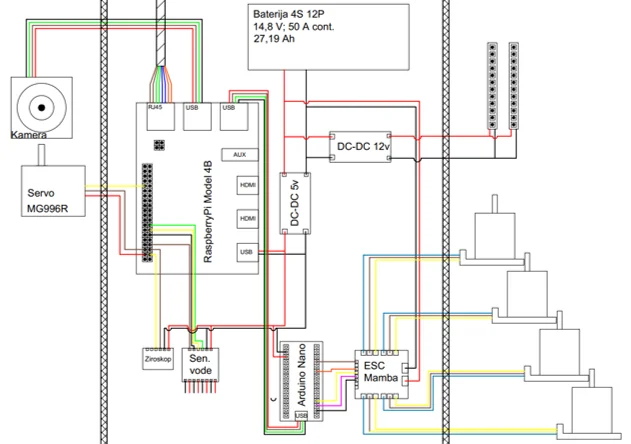 Baterija 4S 12P
14,8 V; 50 A cont.
27,19 Ah
RJ45
USB
USB
Kamera
DC-DC 12v
AUX
RaspberryPi Model 4B
HDMI
DC-DC 5v
Servo
MG996R
HDMI
USB
Ziroskop
Sen.
vode
Arduino Nano
ESC
Mamba
C
USB